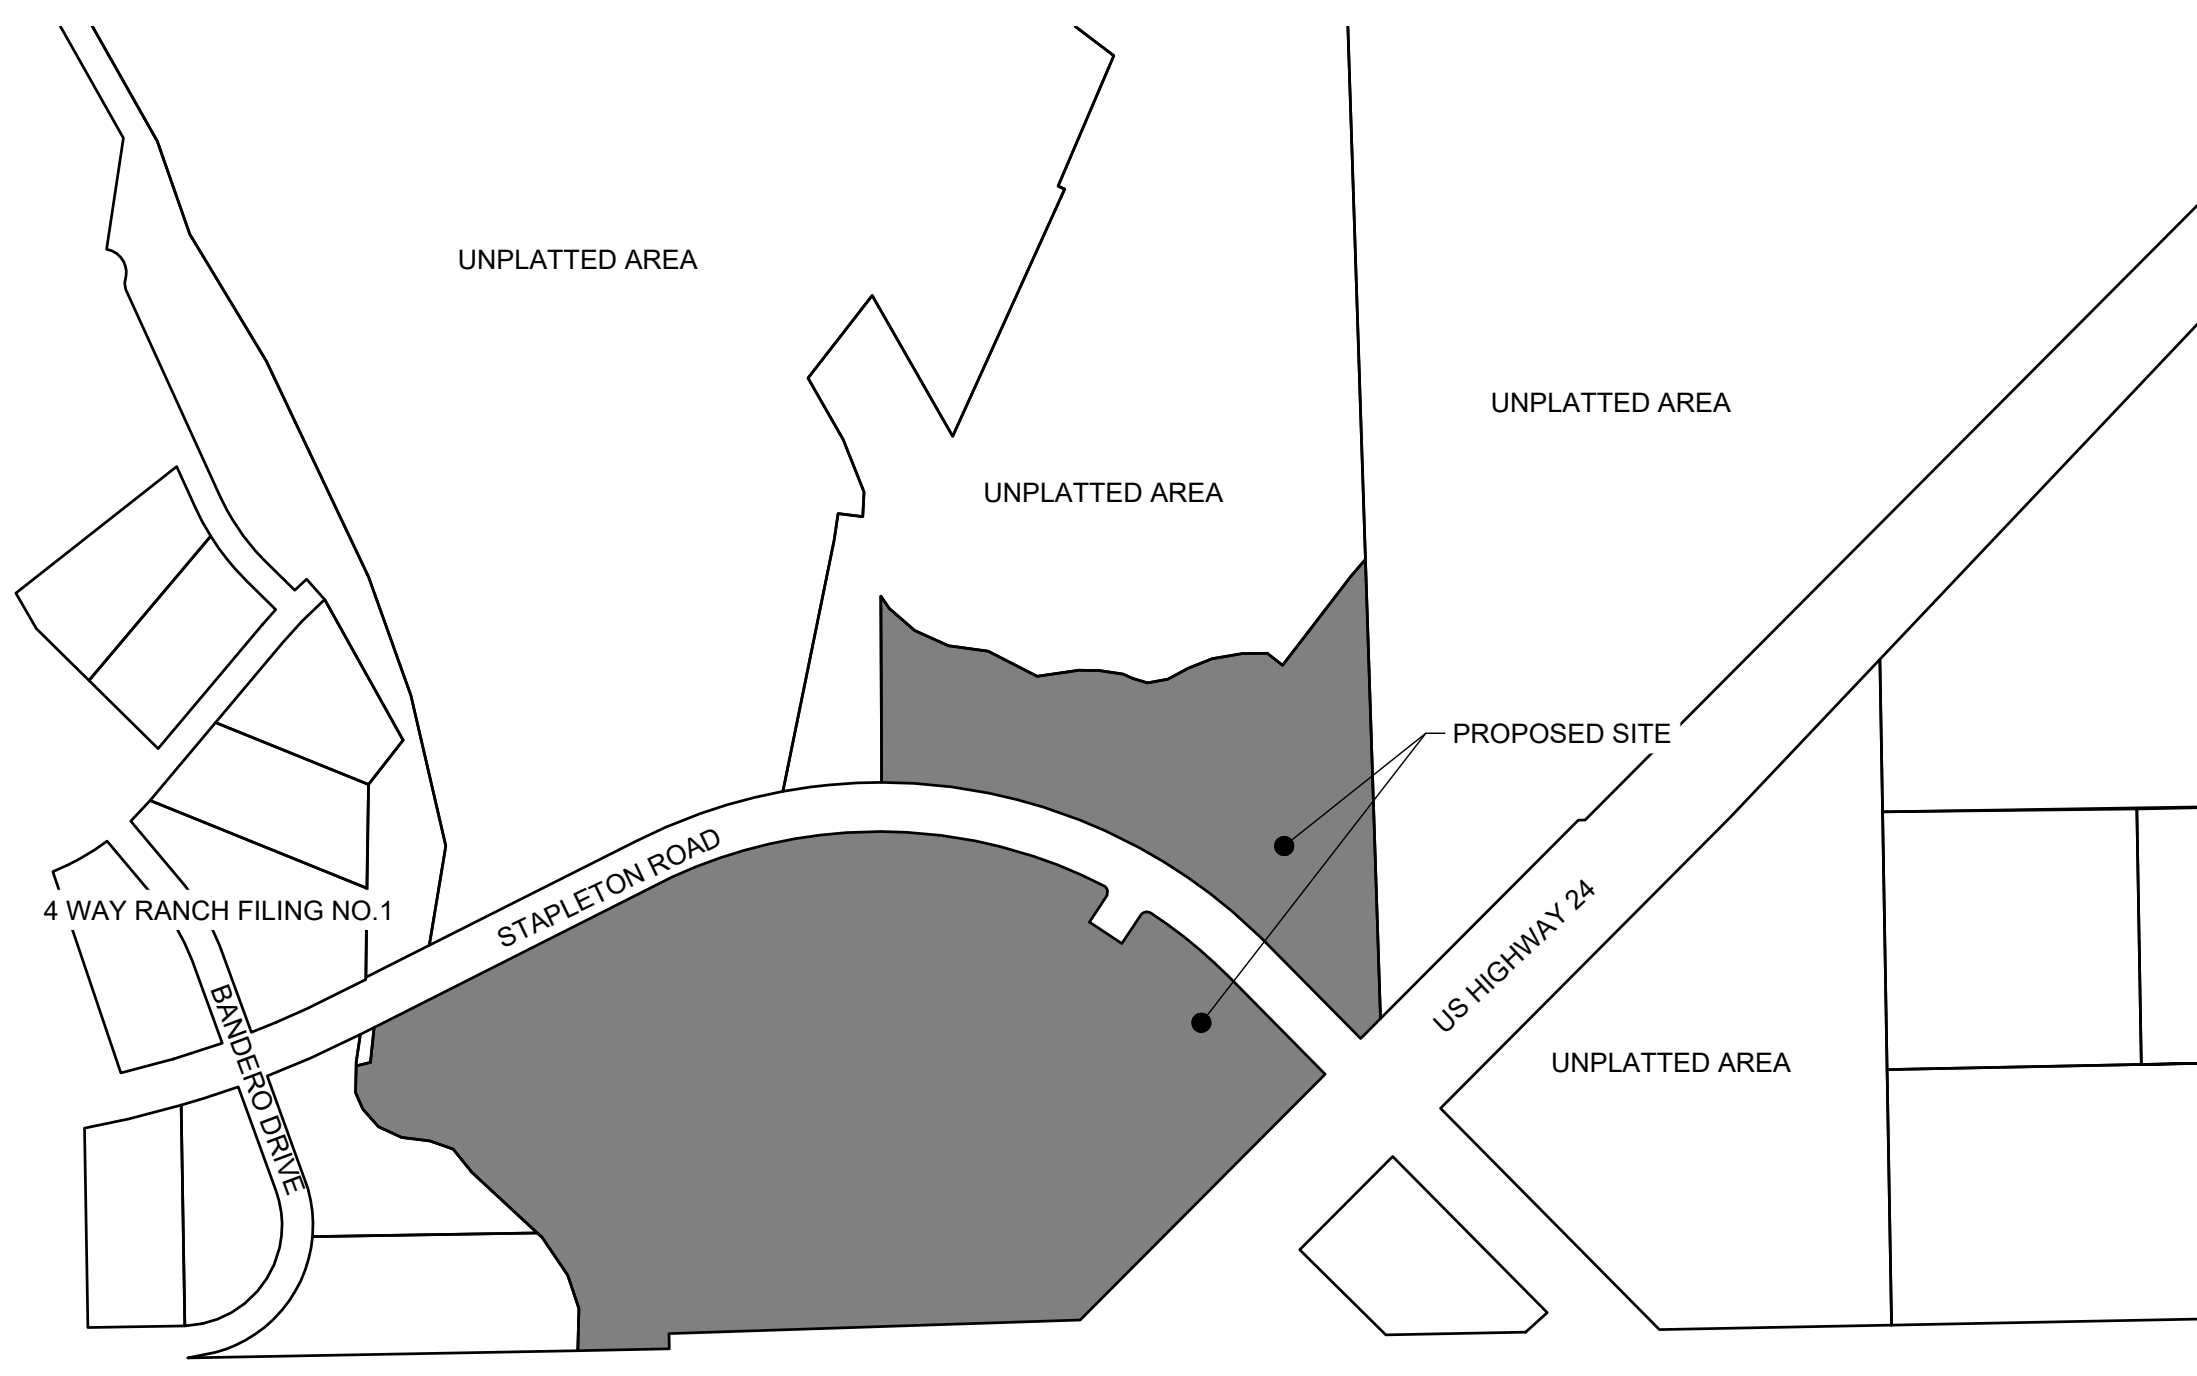 UNPLATTED AREA
UNPLATTED AREA
UNPLATTED AREA
PROPOSED SITE
STAPLETON ROAD
4 WAY RANCH FILING NO.1
US HIGHWAY 24
BANDERO DRIVE
UNPLATTED AREA